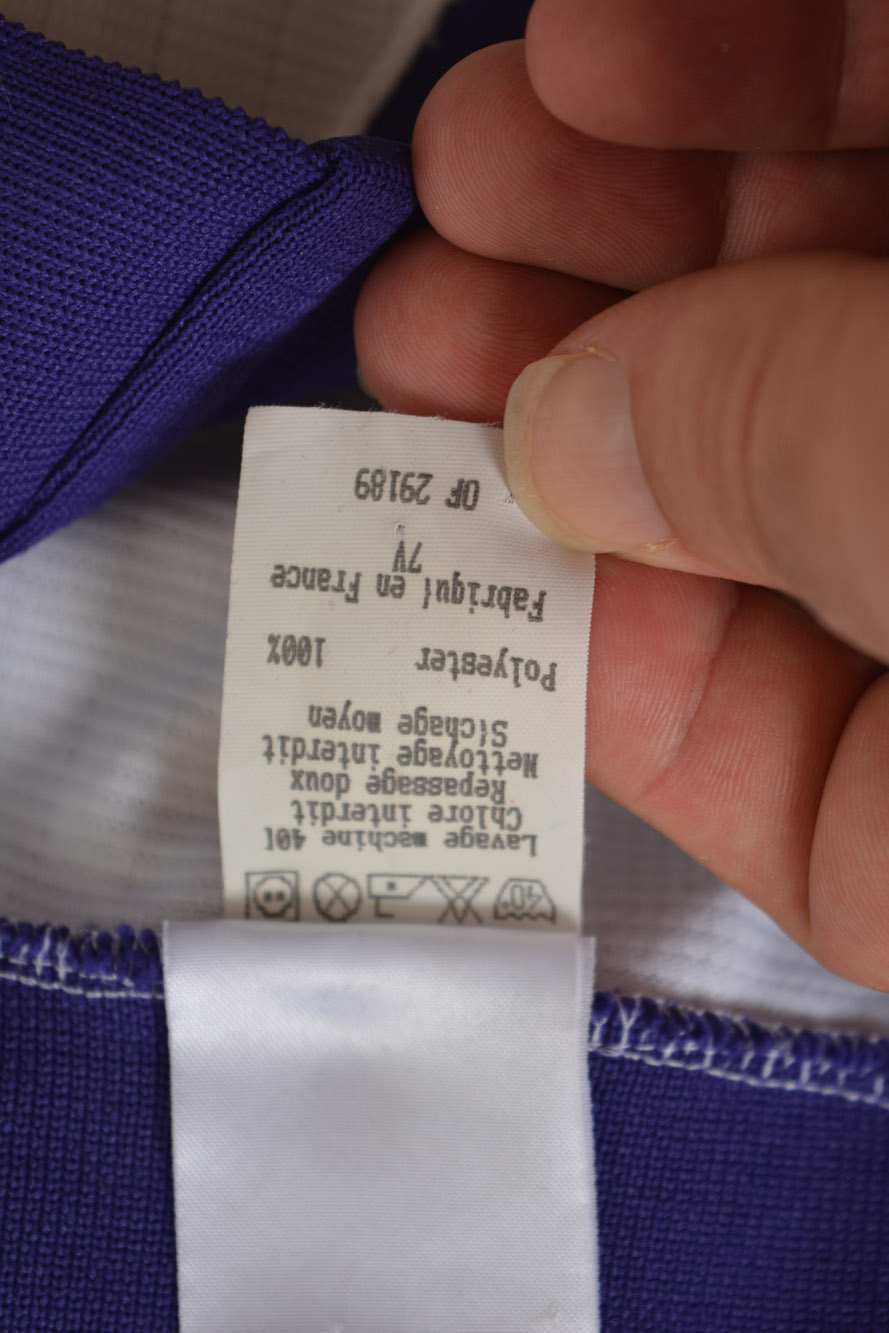 40°
Lavage machine 40l
Chlore interdit
Repassage doux
Nettoyage interdit
S{chage moyen
Polyester 100%
Fabriqu{ en France
7V
OF 29189